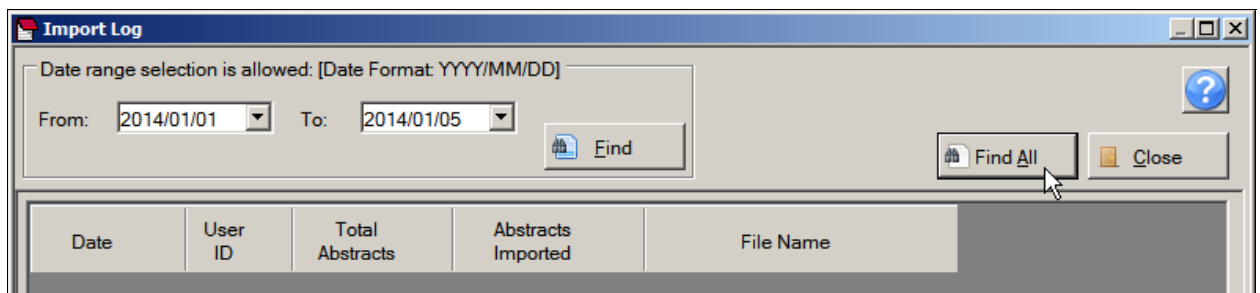 Import Log
Date range selection is allowed: [Date Format: YYYY/MM/DD]
From: 2014/01/01 To: 2014/01/05
Find
Find All Close
Date User ID Total Abstracts Abstracts Imported File Name